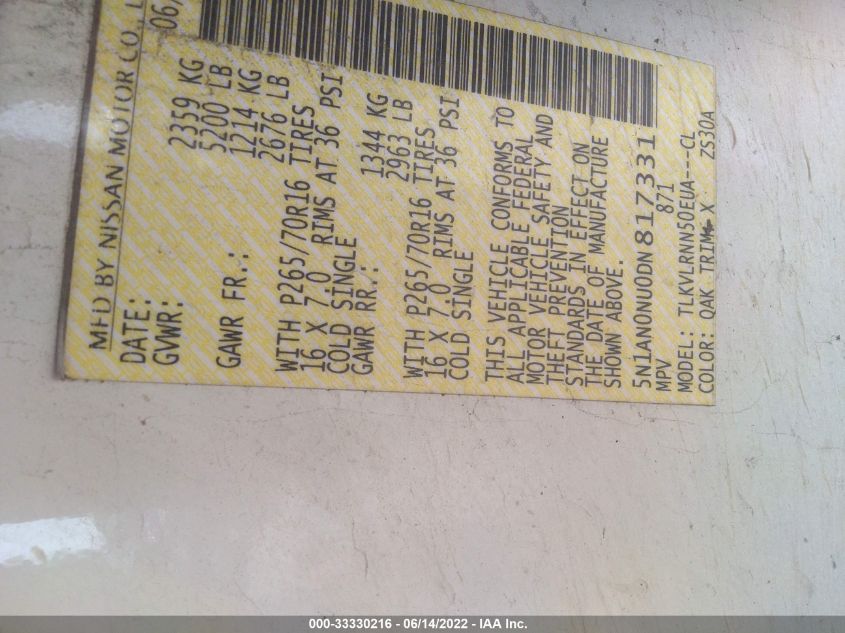 MFD BY NISSAN MOTOR CO., L
DATE: 06,
GVWR: 2359 KG
5200 LB
GAWR FR.: 1214 KG
2676 LB
WITH P265/70R16 TIRES
16 X 7.0 RIMS AT 36 PSI
COLD SINGLE
GAWR RR.: 1344 KG
2963 LB
WITH P265/70R16 TIRES
16 X 7.0 RIMS AT 36 PSI
COLD SINGLE
THIS VEHICLE CONFORMS TO
ALL APPLICABLE FEDERAL
MOTOR VEHICLE SAFETY AND
THEFT PREVENTION
STANDARDS IN EFFECT ON
THE DATE OF MANUFACTURE
SHOWN ABOVE.
5N1AN0NU0DN817331
MPV 871
MODEL: TLKVLRNN50EUA---CL
COLOR: QAK TRIM: X ZS30A
000-33330216 - 06/14/2022 - IAA Inc.